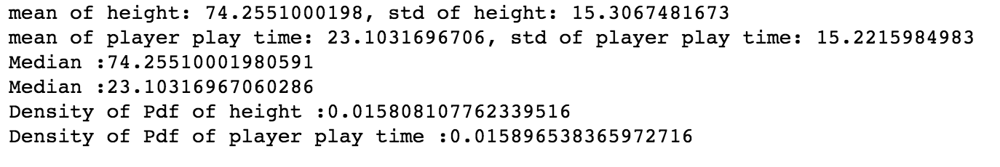 mean of height: 74.2551000198, std of height: 15.3067481673
mean of player play time: 23.1031696706, std of player play time: 15.2215984983
Median :74.25510001980591
Median :23.10316967060286
Density of Pdf of height :0.015808107762339516
Density of Pdf of player play time :0.015896538365972716